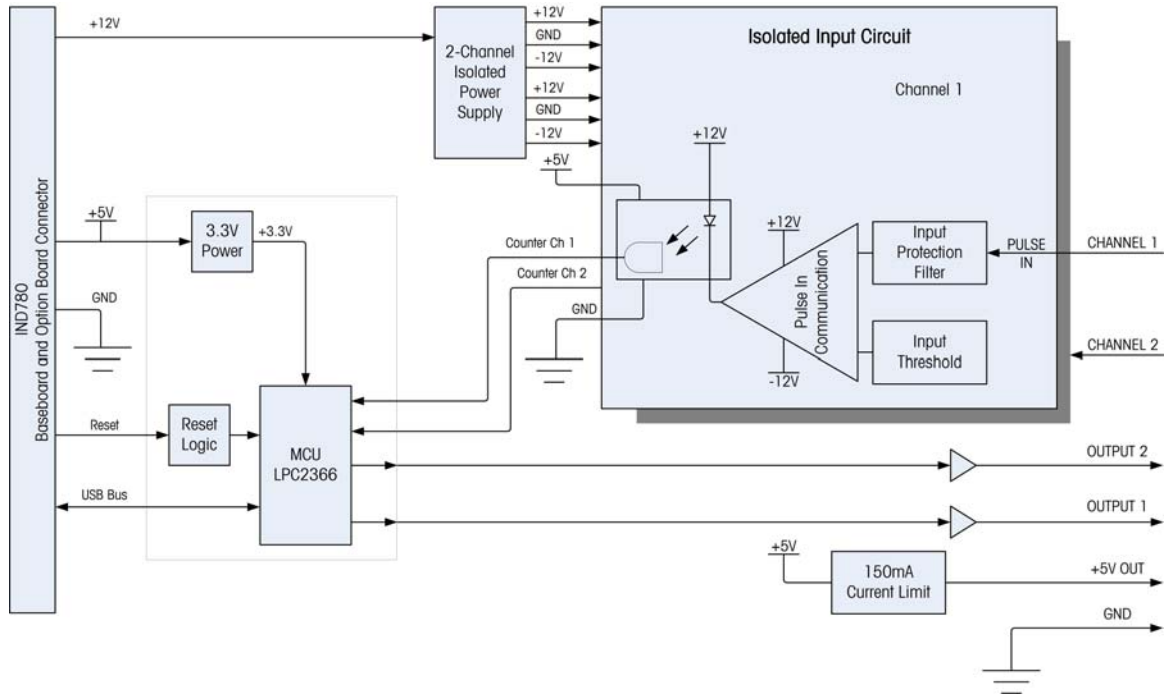 IND780
Baseboard and Option Board Connector
+12V
2-Channel
Isolated
Power
Supply
+12V
GND
-12V
+12V
GND
-12V
Isolated Input Circuit
Channel 1
+12V
+5V
+12V
Pulse In
Communication
-12V
Input
Protection
Filter
PULSE
IN
CHANNEL 1
Input
Threshold
CHANNEL 2
+5V
3.3V
Power
+3.3V
Counter Ch 1
Counter Ch 2
GND
GND
Reset
Reset
Logic
MCU
LPC2366
USB Bus
OUTPUT 2
OUTPUT 1
+5V
150mA
Current Limit
+5V OUT
GND